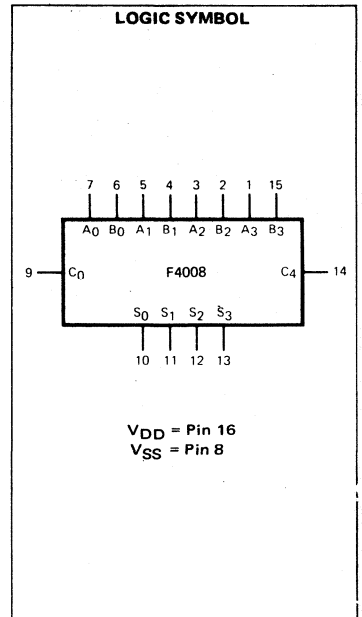 LOGIC SYMBOL
7 6 5 4 3 2 1 15
A0 B0 A1 B1 A2 B2 A3 B3
9 C0 F4008 C4 14
S0 S1 S2 S3
10 11 12 13
VDD = Pin 16
VSS = Pin 8